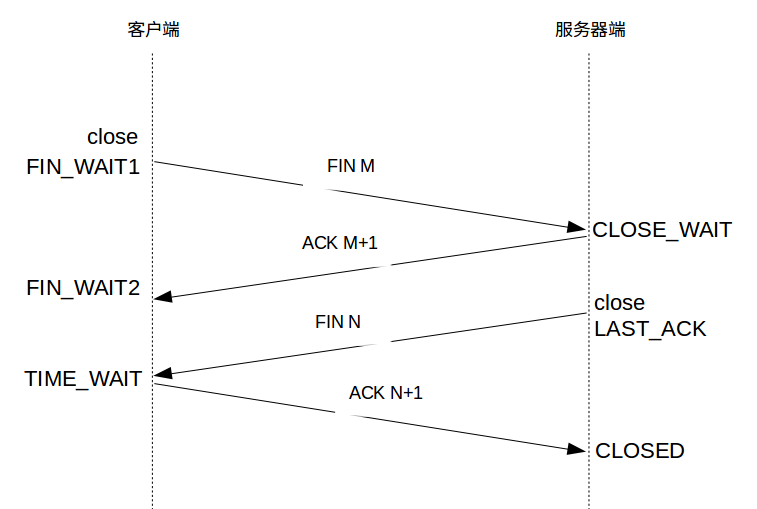 客户端
服务器端
close
FIN_WAIT1
FIN M
CLOSE_WAIT
ACK M+1
FIN_WAIT2
close
LAST_ACK
FIN N
TIME_WAIT
ACK N+1
CLOSED